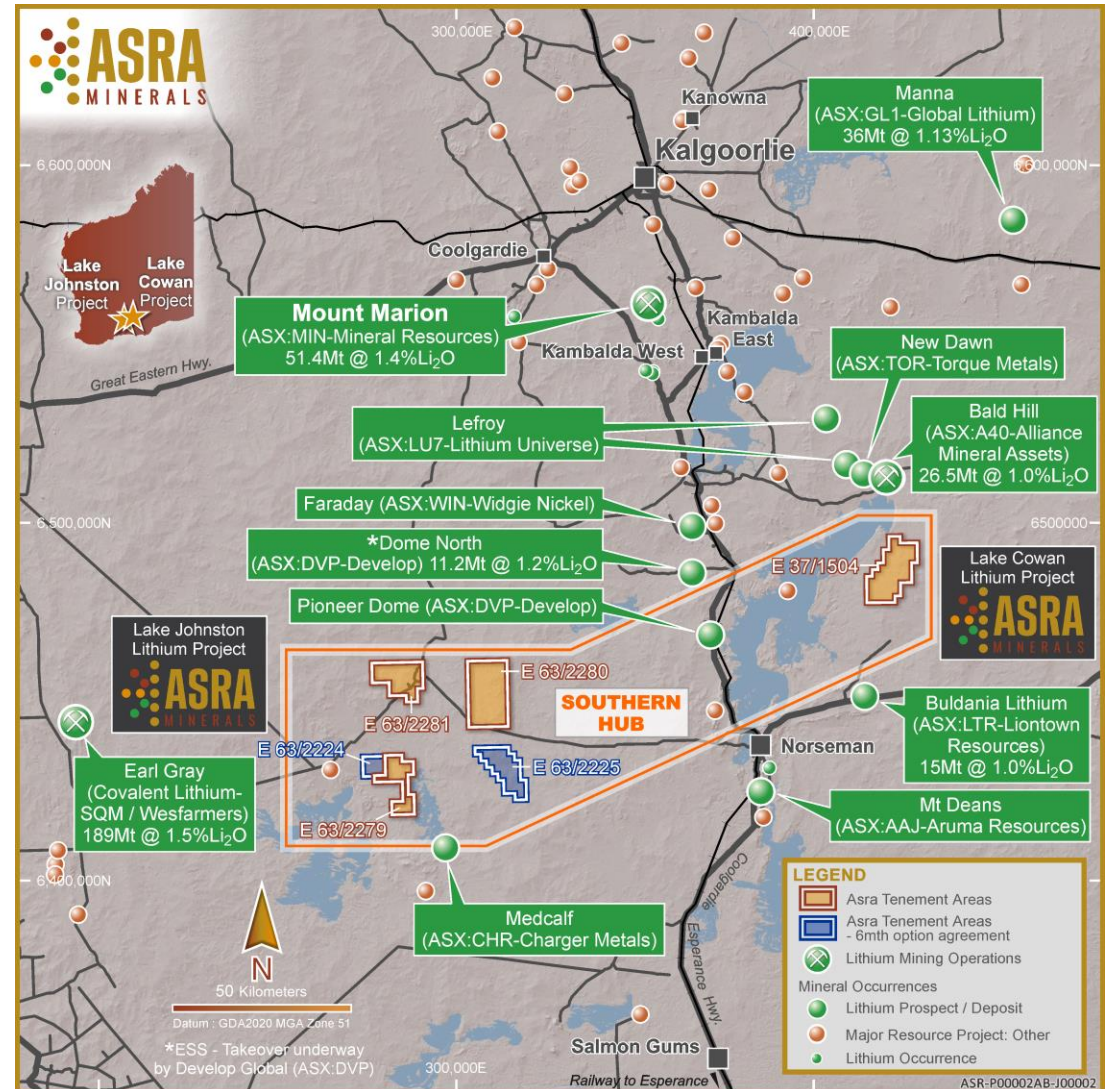 ASRA
MINERALS
300,000E
400,000E
Kanowna
Manna
(ASX:GL1-Global Lithium)
36Mt @ 1.13%Li₂O
6,600,000N
6,600,000N
Kalgoorlie
Coolgardie
Lake
Johnston
Project
Lake
Cowan
Project
Mount Marion
(ASX:MIN-Mineral Resources)
51.4Mt @ 1.4%Li₂O
Kambalda
East
Kambalda West
Great Eastern Hwy.
New Dawn
(ASX:TOR-Torque Metals)
Lefroy
(ASX:LU7-Lithium Universe)
Bald Hill
(ASX:A40-Alliance
Mineral Assets)
26.5Mt @ 1.0%Li₂O
Faraday (ASX:WIN-Widgie Nickel)
6,500,000N
6500000N
*Dome North
(ASX:DVP-Develop) 11.2Mt @ 1.2%Li₂O
E 37/1504
Lake Cowan
Lithium Project
ASRA
MINERALS
Pioneer Dome (ASX:DVP-Develop)
Lake Johnston
Lithium Project
ASRA
MINERALS
E 63/2280
E 63/2281
SOUTHERN
HUB
E 63/2224
E 63/2225
E 63/2279
Norseman
Buldania Lithium
(ASX:LTR-Liontown
Resources)
15Mt @ 1.0%Li₂O
Earl Gray
(Covalent Lithium-
SQM / Wesfarmers)
189Mt @ 1.5%Li₂O
Mt Deans
(ASX:AAJ-Aruma Resources)
6,400,000N
Coolgardie
Esperance Hwy.
Medcalf
(ASX:CHR-Charger Metals)
N
50 Kilometers
Datum : GDA2020 MGA Zone 51
*ESS - Takeover underway
by Develop Global (ASX:DVP)
300,000E
Salmon Gums
Railway to Esperance
LEGEND
Asra Tenement Areas
Asra Tenement Areas
- 6mth option agreement
Lithium Mining Operations
Mineral Occurrences
Lithium Prospect / Deposit
Major Resource Project: Other
Lithium Occurrence
ASR-P00002AB-J00002